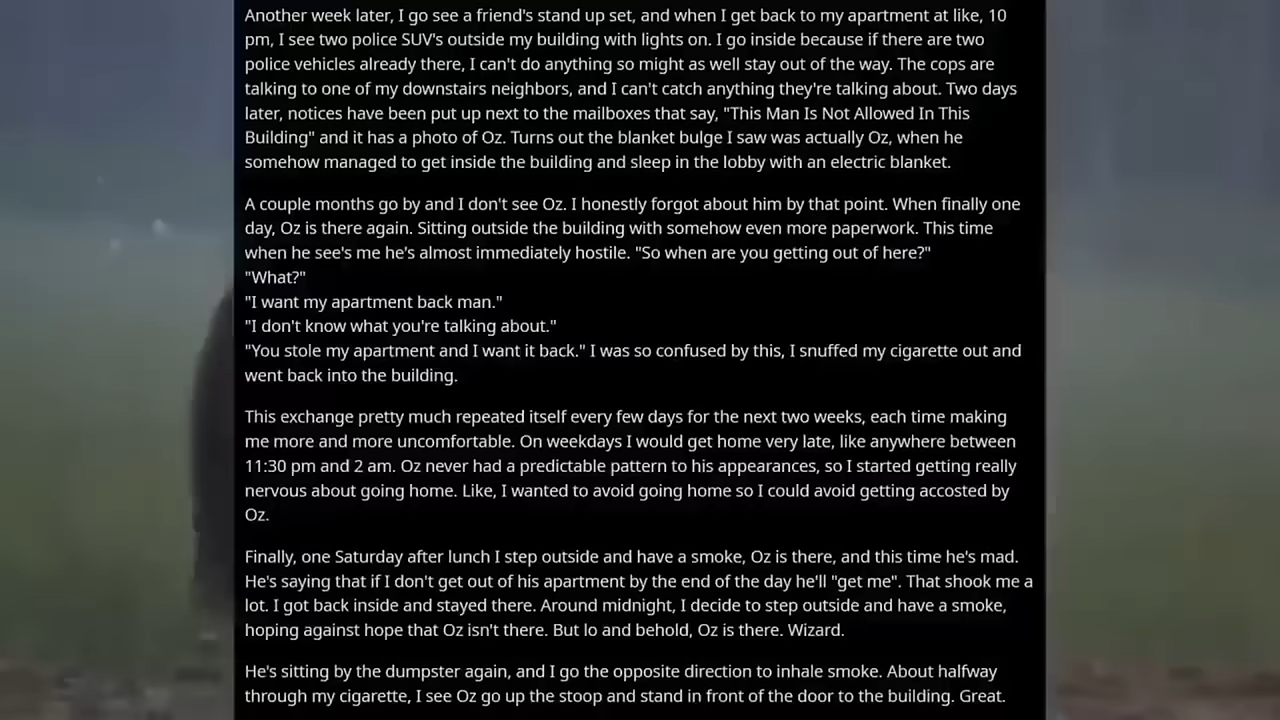 Another week later, I go see a friend's stand up set, and when I get back to my apartment at like, 10
pm, I see two police SUV's outside my building with lights on. I go inside because if there are two
police vehicles already there, I can't do anything so might as well stay out of the way. The cops are
talking to one of my downstairs neighbors, and I can't catch anything they're talking about. Two days
later, notices have been put up next to the mailboxes that say, "This Man Is Not Allowed In This
Building" and it has a photo of Oz. Turns out the blanket bulge I saw was actually Oz, when he
somehow managed to get inside the building and sleep in the lobby with an electric blanket.
A couple months go by and I don't see Oz. I honestly forgot about him by that point. When finally one
day, Oz is there again. Sitting outside the building with somehow even more paperwork. This time
when he see's me he's almost immediately hostile. "So when are you getting out of here?"
"What?"
"I want my apartment back man."
"I don't know what you're talking about."
"You stole my apartment and I want it back." I was so confused by this, I snuffed my cigarette out and
went back into the building.
This exchange pretty much repeated itself every few days for the next two weeks, each time making
me more and more uncomfortable. On weekdays I would get home very late, like anywhere between
11:30 pm and 2 am. Oz never had a predictable pattern to his appearances, so I started getting really
nervous about going home. Like, I wanted to avoid going home so I could avoid getting accosted by
Oz.
Finally, one Saturday after lunch I step outside and have a smoke, Oz is there, and this time he's mad.
He's saying that if I don't get out of his apartment by the end of the day he'll "get me". That shook me a
lot. I got back inside and stayed there. Around midnight, I decide to step outside and have a smoke,
hoping against hope that Oz isn't there. But lo and behold, Oz is there. Wizard.
He's sitting by the dumpster again, and I go the opposite direction to inhale smoke. About halfway
through my cigarette, I see Oz go up the stoop and stand in front of the door to the building. Great.